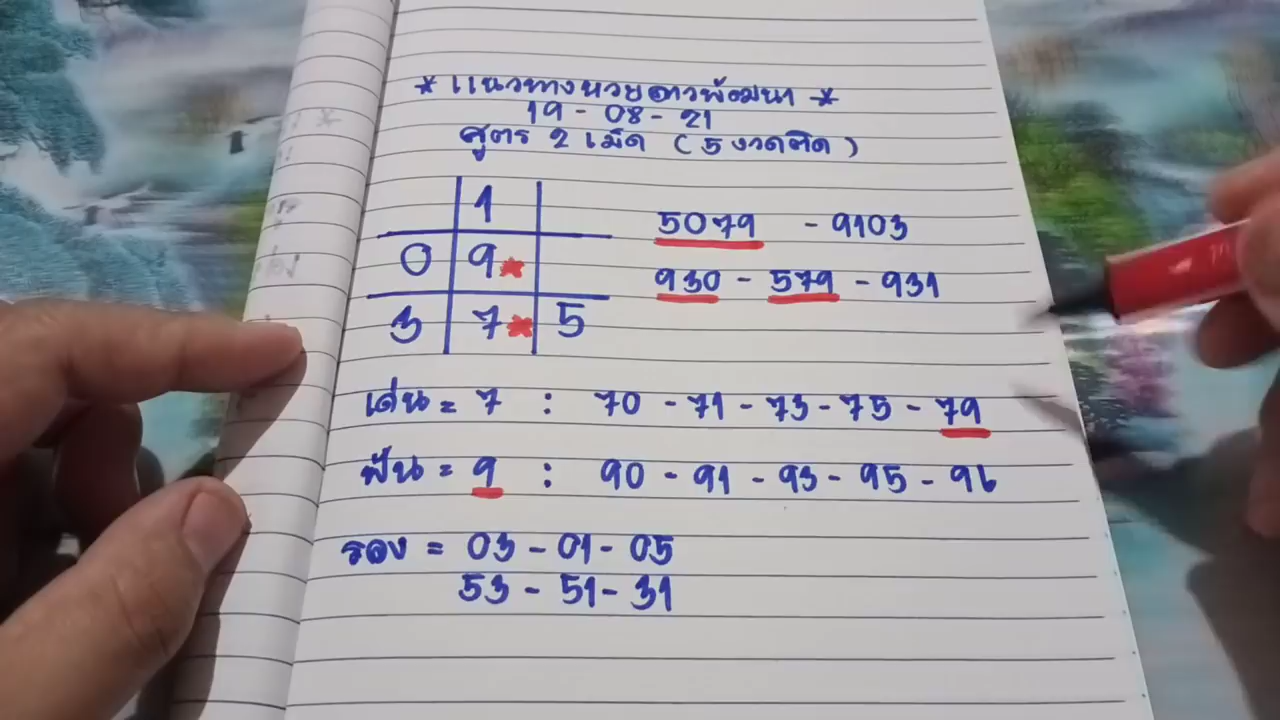 * แนวทางหวยลาวพัฒนา *
19 - 08 - 21
สูตร 2 เม็ด ( 5 งวดติด )
1
0 9*
3 7* 5
5079 - 9103
930 - 579 - 931
เด่น = 7 : 70 - 71 - 73 - 75 - 79
ฟัน = 9 : 90 - 91 - 93 - 95 - 96
รอง = 03 - 01 - 05
53 - 51 - 31